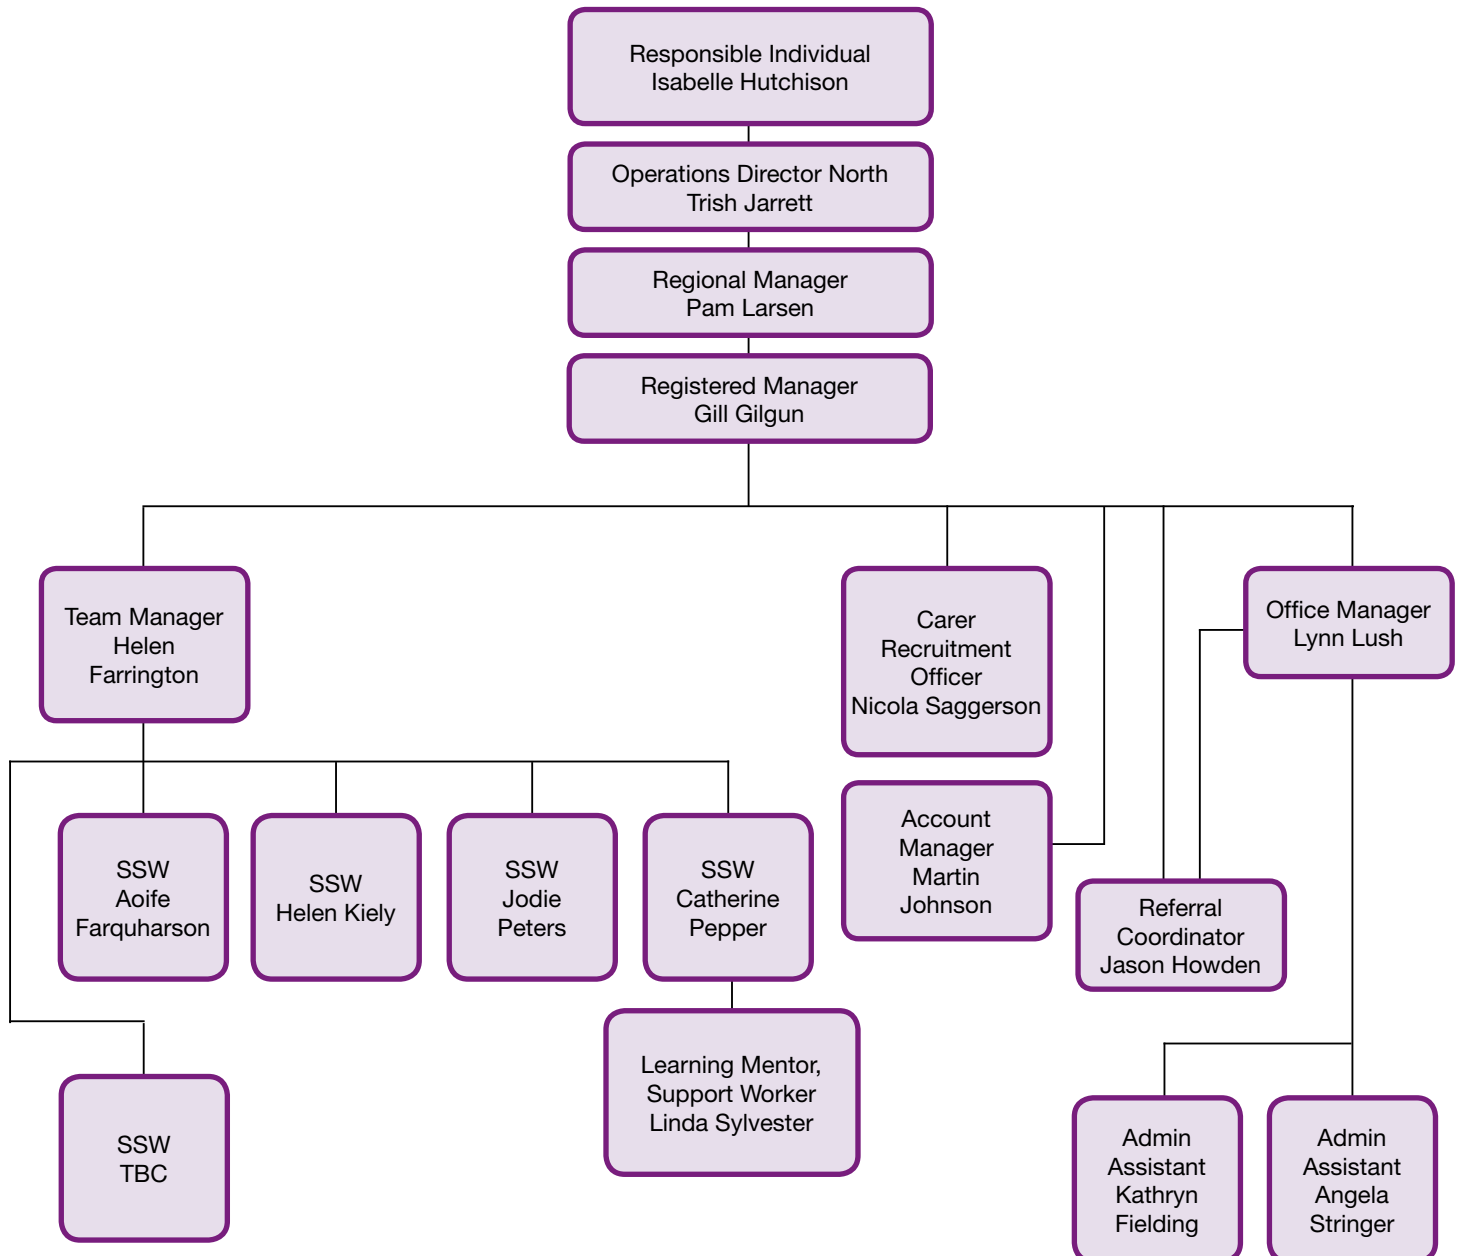 Responsible Individual
Isabelle Hutchison
Operations Director North
Trish Jarrett
Regional Manager
Pam Larsen
Registered Manager
Gill Gilgun
Team Manager
Helen
Farrington
Carer
Recruitment
Officer
Nicola Saggerson
Office Manager
Lynn Lush
Account
Manager
Martin
Johnson
SSW
Aoife
Farquharson
SSW
Helen Kiely
SSW
Jodie
Peters
SSW
Catherine
Pepper
Referral
Coordinator
Jason Howden
Learning Mentor,
Support Worker
Linda Sylvester
SSW
TBC
Admin
Assistant
Kathryn
Fielding
Admin
Assistant
Angela
Stringer